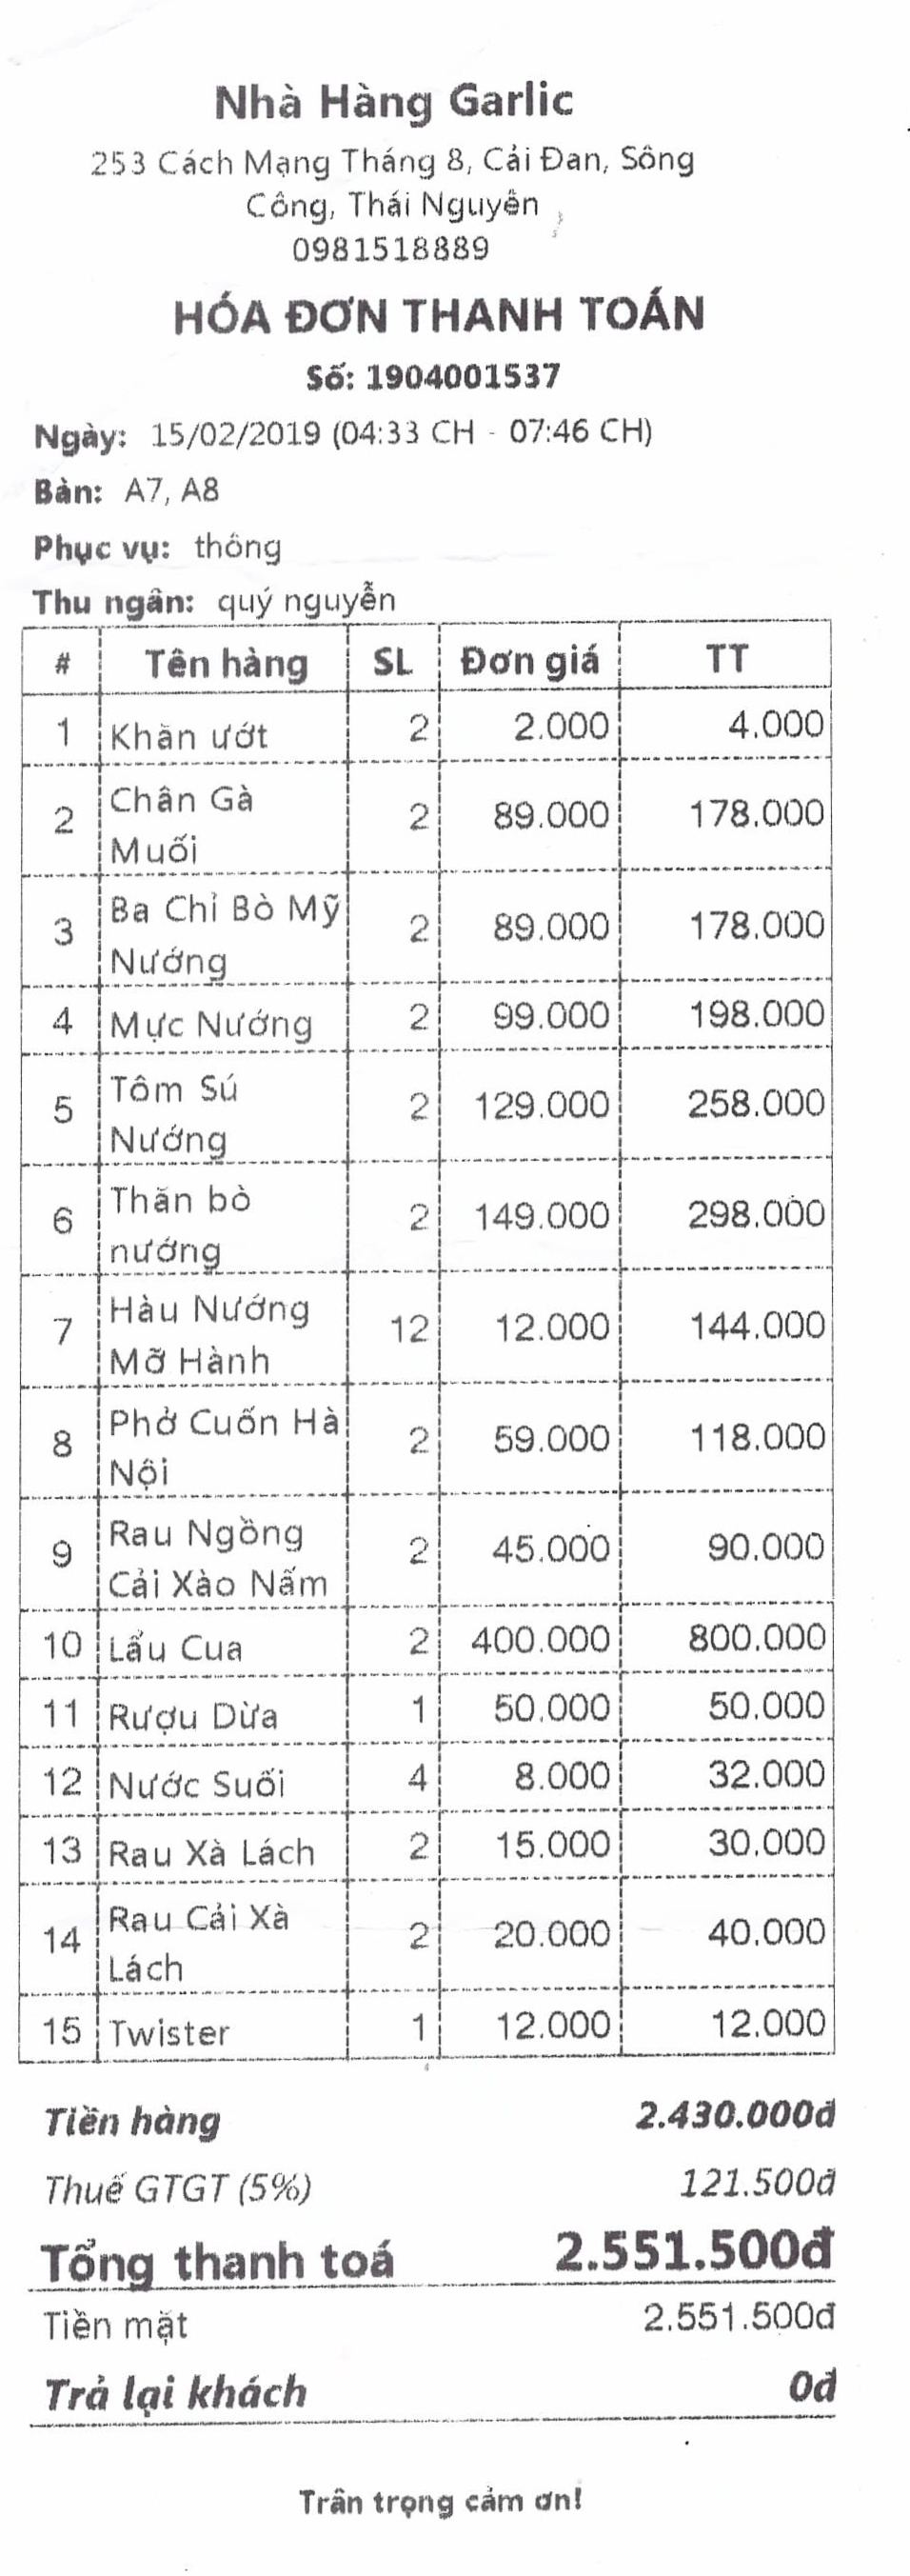 Nhà Hàng Garlic
253 Cách Mạng Tháng 8, Cải Đan, Sông
Công, Thái Nguyên
0981518889
HÓA ĐƠN THANH TOÁN
Số: 1904001537
Ngày: 15/02/2019 (04:33 CH - 07:46 CH)
Bàn: A7, A8
Phục vụ: thông
Thu ngân: quý nguyễn
# Tên hàng SL Đơn giá TT
1 Khăn ướt 2 2.000 4.000
2 Chân Gà 2 89.000 178.000
Muối
3 Ba Chỉ Bò Mỹ 2 89.000 178.000
Nướng
4 Mực Nướng 2 99.000 198.000
5 Tôm Sú 2 129.000 258.000
Nướng
6 Thăn bò 2 149.000 298.000
nướng
7 Hàu Nướng 12 12.000 144.000
Mỡ Hành
8 Phở Cuốn Hà 2 59.000 118.000
Nội
9 Rau Ngồng 2 45.000 90.000
Cải Xào Nấm
10 Lẩu Cua 2 400.000 800.000
11 Rượu Dừa 1 50.000 50.000
12 Nước Suối 4 8.000 32.000
13 Rau Xà Lách 2 15.000 30.000
14 Rau Cải Xà 2 20.000 40.000
Lách
15 Twister 1 12.000 12.000
Tiền hàng 2.430.000đ
Thuế GTGT (5%) 121.500đ
Tổng thanh toá 2.551.500đ
Tiền mặt 2.551.500đ
Trả lại khách 0đ
Trân trọng cảm ơn!